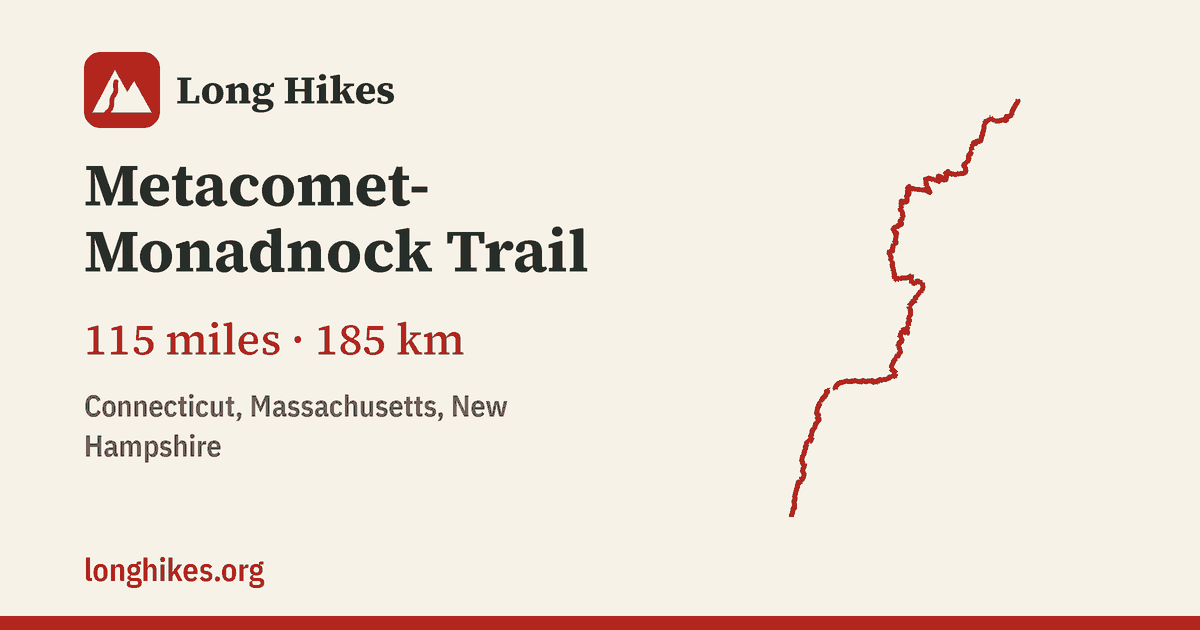 Long Hikes
Metacomet-
Monadnock Trail
115 miles · 185 km
Connecticut, Massachusetts, New
Hampshire
longhikes.org